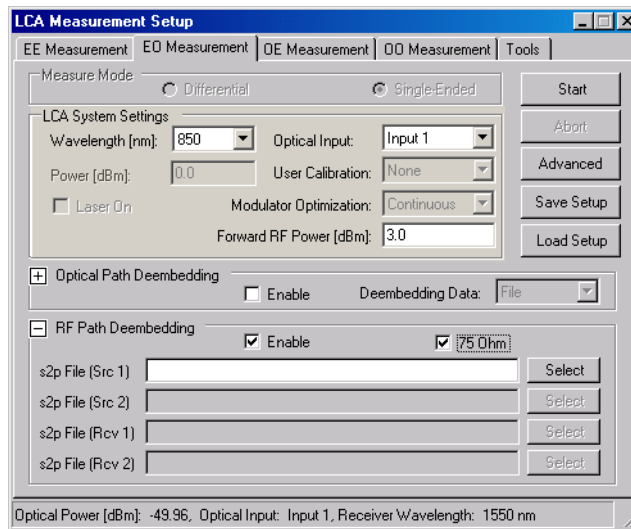 LCA Measurement Setup
EE Measurement EO Measurement OE Measurement OO Measurement Tools
Measure Mode
Differential Single-Ended
Start
LCA System Settings
Wavelength [nm]: 850 Optical Input: Input 1
Abort
Power [dBm]: 0.0 User Calibration: None
Advanced
Laser On Modulator Optimization: Continuous
Save Setup
Forward RF Power [dBm]: 3.0
Load Setup
Optical Path Deembedding
Enable Deembedding Data: File
RF Path Deembedding
Enable 75 Ohm
s2p File (Src 1) Select
s2p File (Src 2) Select
s2p File (Rcv 1) Select
s2p File (Rcv 2) Select
Optical Power [dBm]: -49.96, Optical Input: Input 1, Receiver Wavelength: 1550 nm